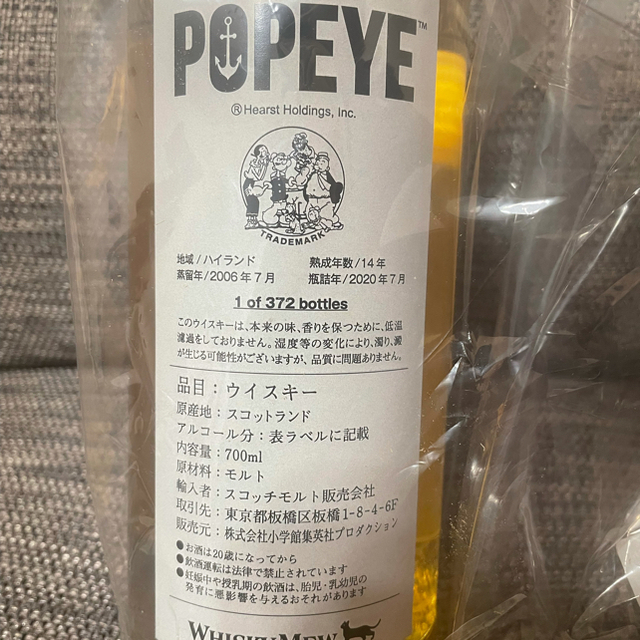 POPEYE™
®Hearst Holdings, Inc.
TRADEMARK
地域/ハイランド 熟成年数/14年
蒸留年/2006年7月 瓶詰年/2020年7月
1 of 372 bottles
このウイスキーは、本来の味、香りを保つために、低温
濾過をしておりません。湿度等の変化により、濁り、澱
が生じる可能性がございますが、品質に問題ありません。
品目：ウイスキー
原産地：スコットランド
アルコール分：表ラベルに記載
内容量：700ml
原材料：モルト
輸入者：スコッチモルト販売会社
取引先：東京都板橋区板橋1-8-4-6F
販売元：株式会社小学館集英社プロダクション
●お酒は20歳になってから
●飲酒運転は法律で禁止されています
●妊娠中や授乳期の飲酒は、胎児・乳幼児の
発育に悪影響を与えるおそれがあります
WHISKY MEW